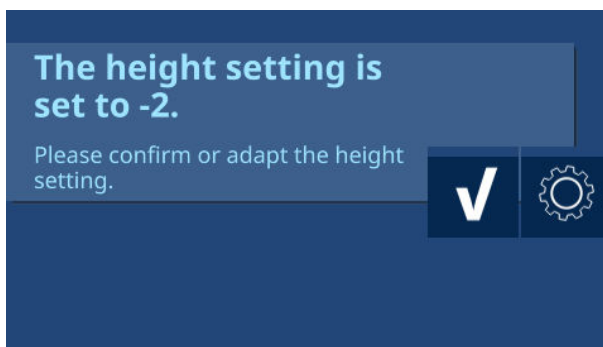 The height setting is
set to -2.
Please confirm or adapt the height
setting.